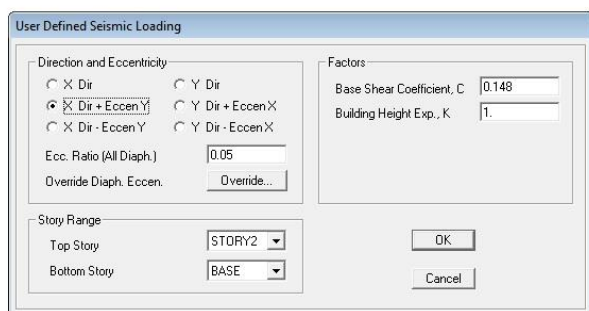 User Defined Seismic Loading
Direction and Eccentricity
X Dir
Y Dir
X Dir + Eccen Y
Y Dir + Eccen X
X Dir - Eccen Y
Y Dir - Eccen X
Ecc. Ratio (All Diaph.)
0.05
Override Diaph. Eccen.
Override...
Factors
Base Shear Coefficient, C
0.148
Building Height Exp., K
1.
Story Range
Top Story
STORY2
Bottom Story
BASE
OK
Cancel